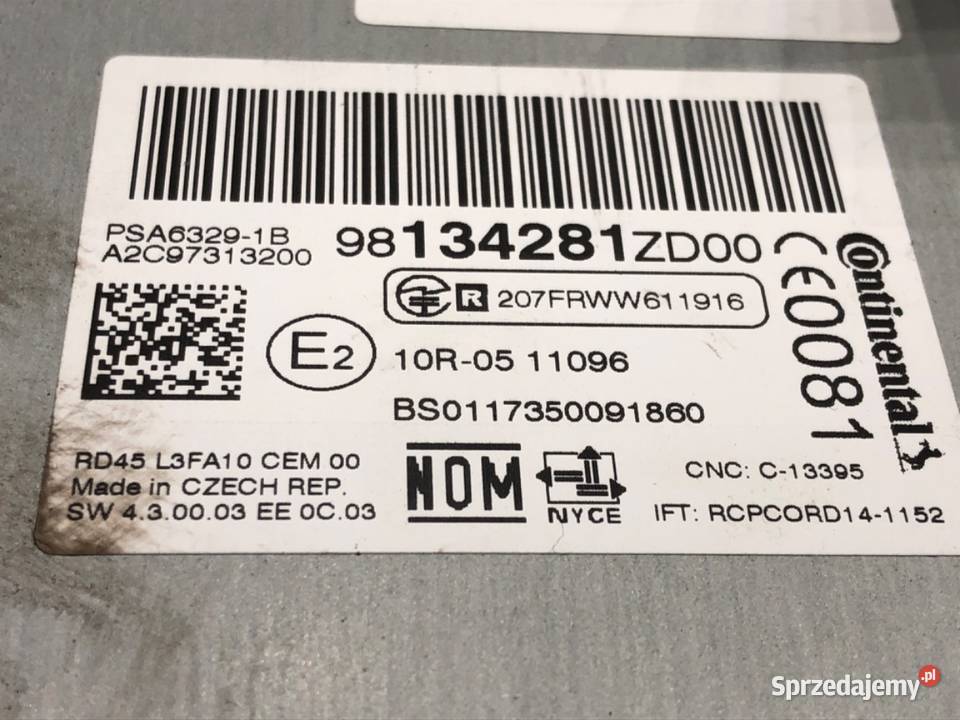 PSA6329-1B
A2C97313200
98134281ZD00
R 207FRWW611916
E2
10R-05 11096
BS0117350091860
CE0081
Continental
RD45 L3FA10 CEM 00
Made in CZECH REP.
SW 4.3.00.03 EE 0C.03
NOM
NYCE
CNC: C-13395
IFT: RCPCORD14-1152
Sprzedajemy.pl